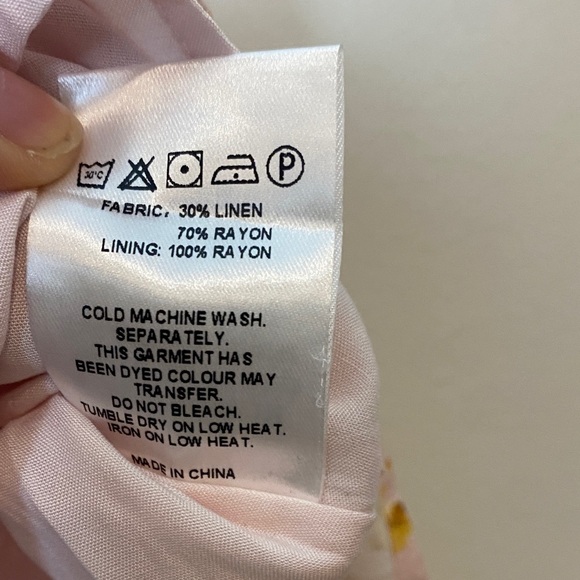 30°C
P
FABRIC: 30% LINEN
70% RAYON
LINING: 100% RAYON
COLD MACHINE WASH.
SEPARATELY.
THIS GARMENT HAS
BEEN DYED COLOUR MAY
TRANSFER.
DO NOT BLEACH.
TUMBLE DRY ON LOW HEAT.
IRON ON LOW HEAT.
MADE IN CHINA